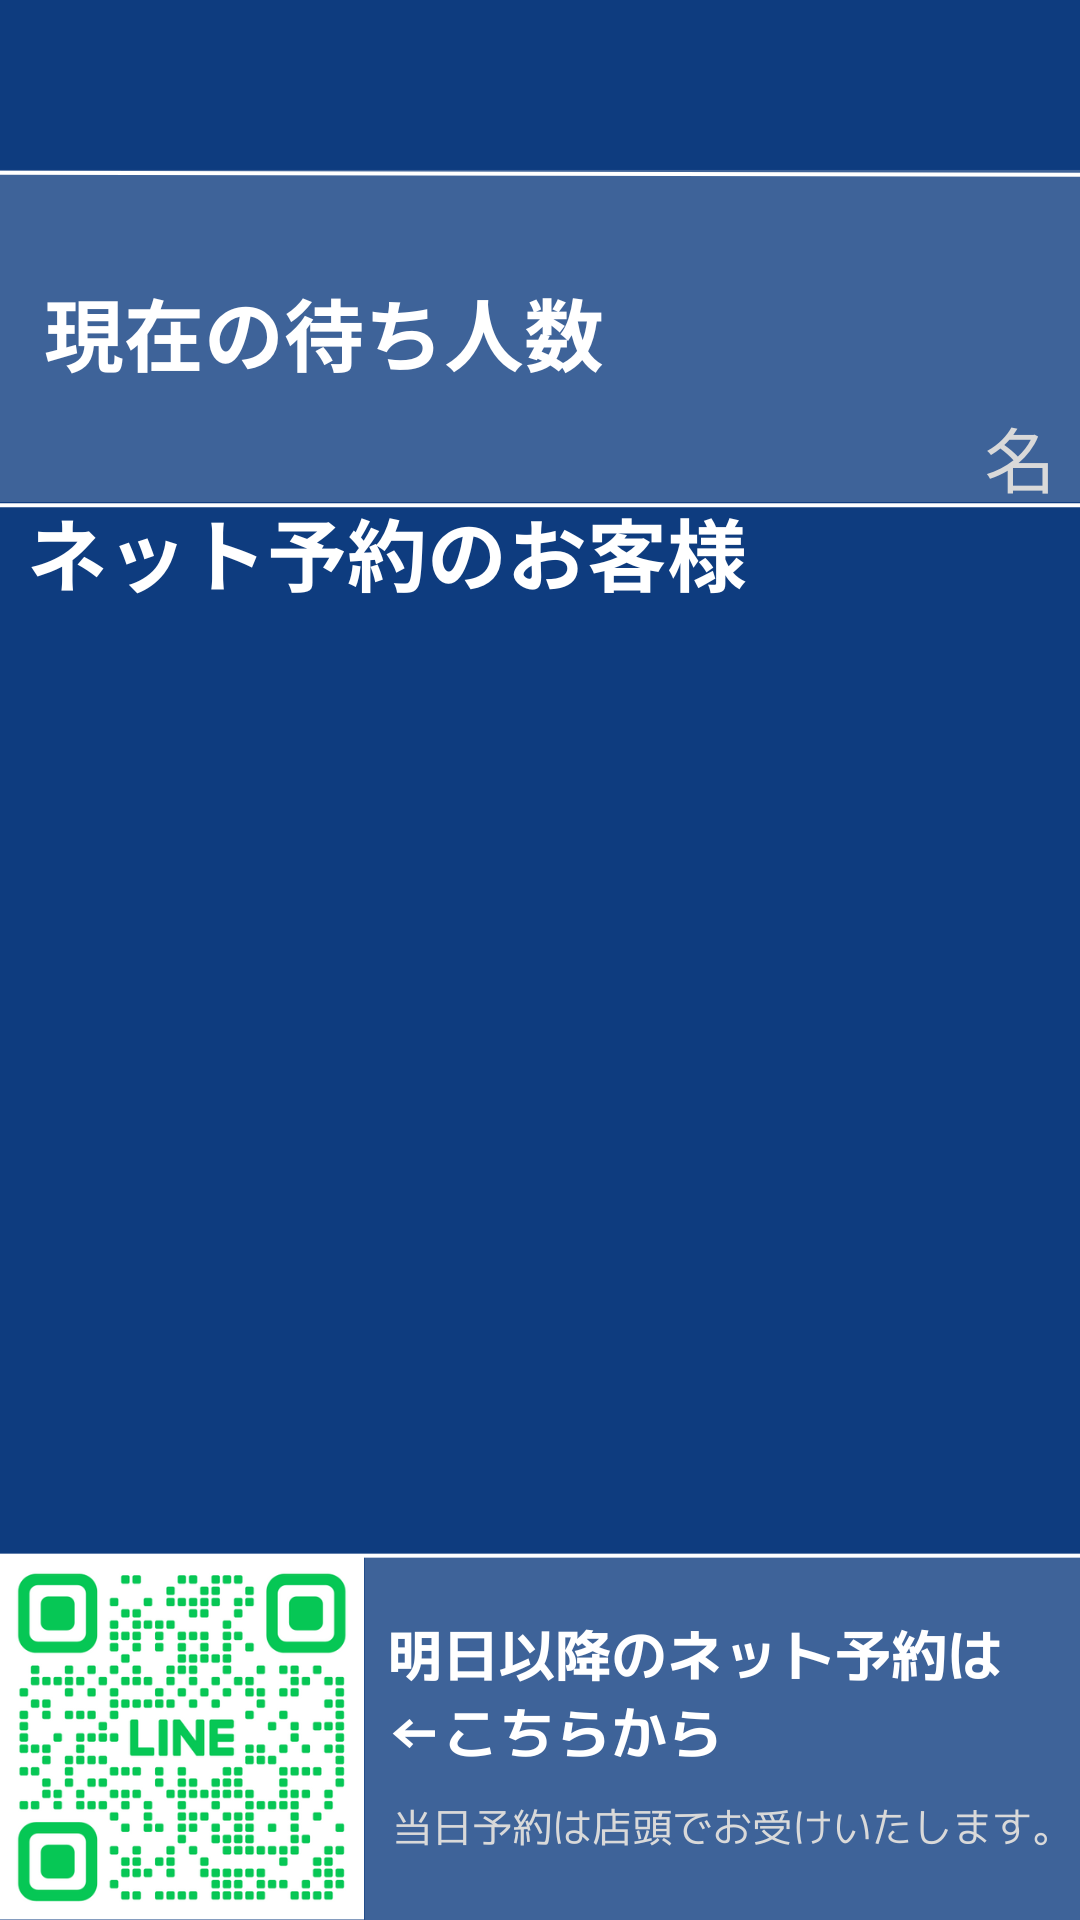 現在の待ち人数
名
ネット予約のお客様
LINE
明日以降のネット予約は
←こちらから
当日予約は店頭でお受けいたします。